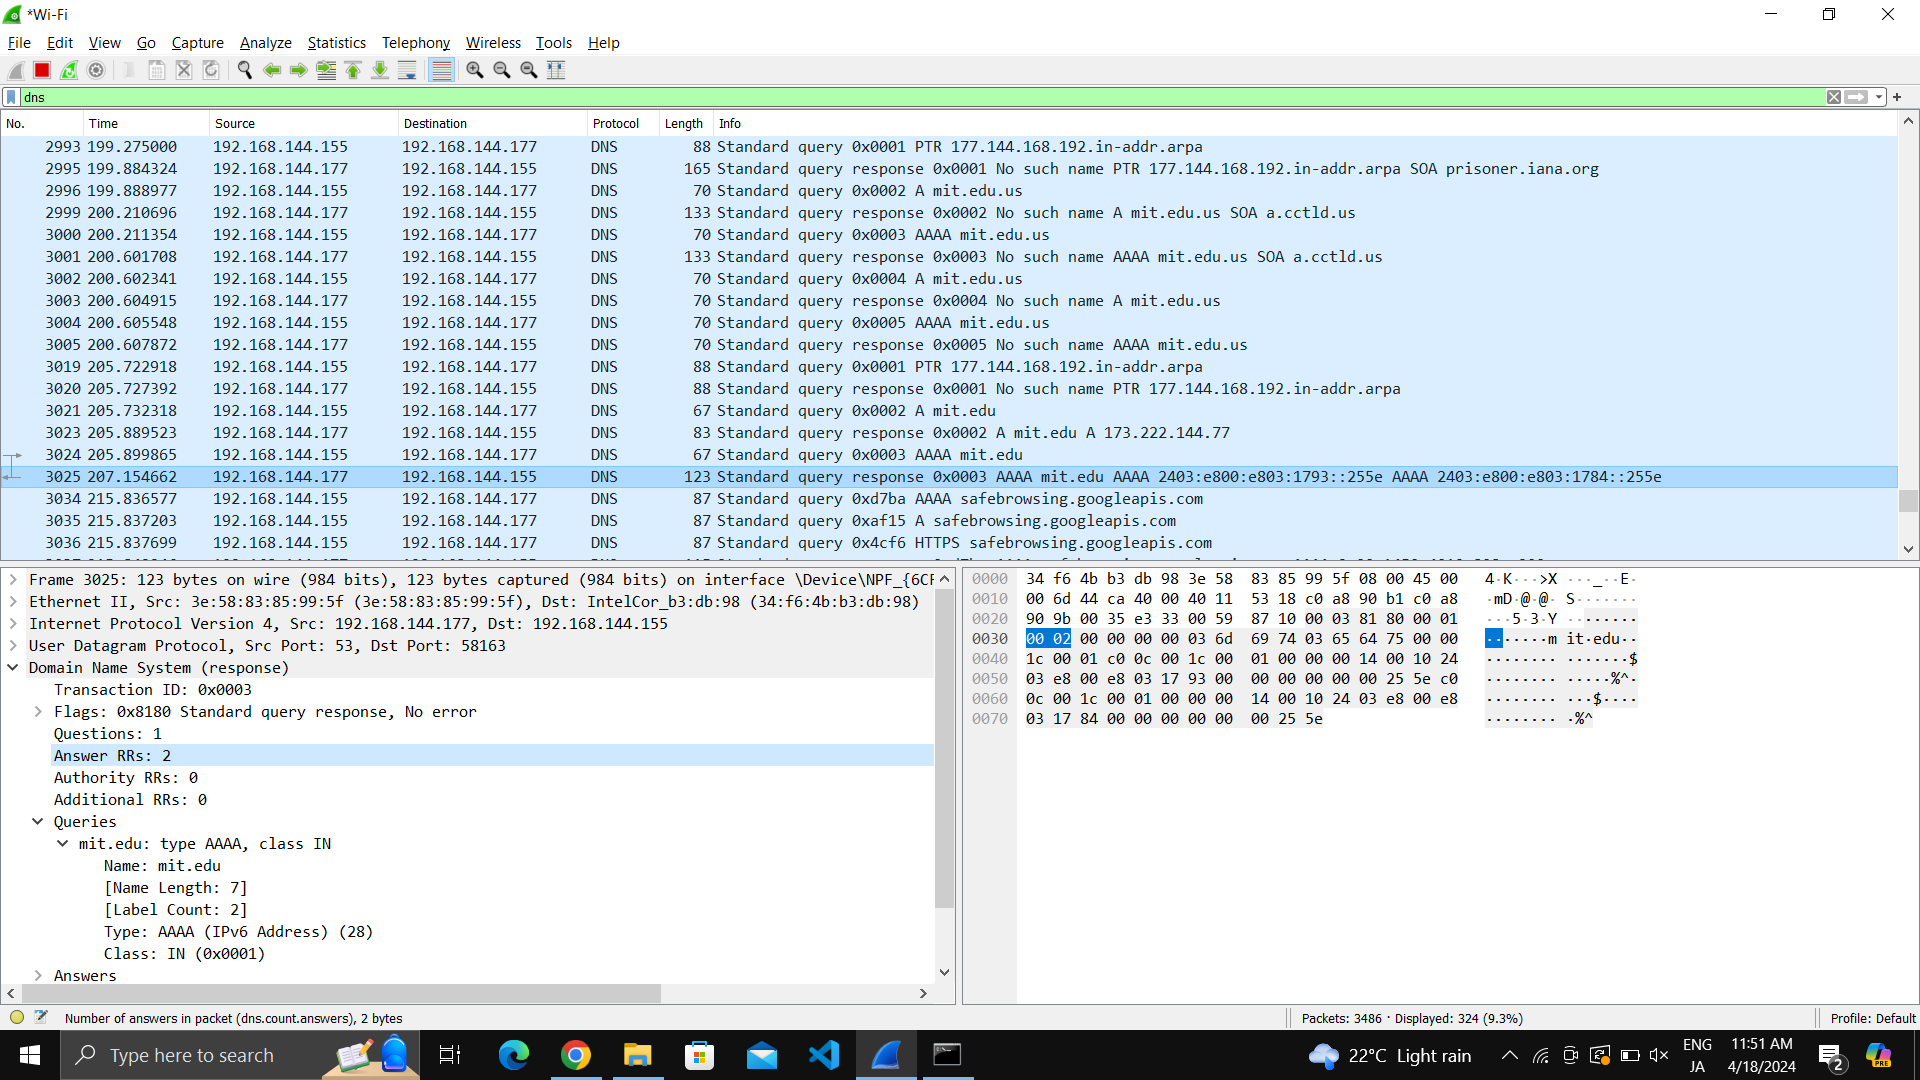 *Wi-Fi
File Edit View Go Capture Analyze Statistics Telephony Wireless Tools Help
dns
No. Time Source Destination Protocol Length Info
2993 199.275000 192.168.144.155 192.168.144.177 DNS 88 Standard query 0x0001 PTR 177.144.168.192.in-addr.arpa
2995 199.884324 192.168.144.177 192.168.144.155 DNS 165 Standard query response 0x0001 No such name PTR 177.144.168.192.in-addr.arpa SOA prisoner.iana.org
2996 199.888977 192.168.144.155 192.168.144.177 DNS 70 Standard query 0x0002 A mit.edu.us
2999 200.210696 192.168.144.177 192.168.144.155 DNS 133 Standard query response 0x0002 No such name A mit.edu.us SOA a.cctld.us
3000 200.211354 192.168.144.155 192.168.144.177 DNS 70 Standard query 0x0003 AAAA mit.edu.us
3001 200.601708 192.168.144.177 192.168.144.155 DNS 133 Standard query response 0x0003 No such name AAAA mit.edu.us SOA a.cctld.us
3002 200.602341 192.168.144.155 192.168.144.177 DNS 70 Standard query 0x0004 A mit.edu.us
3003 200.604915 192.168.144.177 192.168.144.155 DNS 70 Standard query response 0x0004 No such name A mit.edu.us
3004 200.605548 192.168.144.155 192.168.144.177 DNS 70 Standard query 0x0005 AAAA mit.edu.us
3005 200.607872 192.168.144.177 192.168.144.155 DNS 70 Standard query response 0x0005 No such name AAAA mit.edu.us
3019 205.722918 192.168.144.155 192.168.144.177 DNS 88 Standard query 0x0001 PTR 177.144.168.192.in-addr.arpa
3020 205.727392 192.168.144.177 192.168.144.155 DNS 88 Standard query response 0x0001 No such name PTR 177.144.168.192.in-addr.arpa
3021 205.732318 192.168.144.155 192.168.144.177 DNS 67 Standard query 0x0002 A mit.edu
3023 205.889523 192.168.144.177 192.168.144.155 DNS 83 Standard query response 0x0002 A mit.edu A 173.222.144.77
3024 205.899865 192.168.144.155 192.168.144.177 DNS 67 Standard query 0x0003 AAAA mit.edu
3025 207.154662 192.168.144.177 192.168.144.155 DNS 123 Standard query response 0x0003 AAAA mit.edu AAAA 2403:e800:e803:1793::255e AAAA 2403:e800:e803:1784::255e
3034 215.836577 192.168.144.155 192.168.144.177 DNS 87 Standard query 0xd7ba AAAA safebrowsing.googleapis.com
3035 215.837203 192.168.144.155 192.168.144.177 DNS 87 Standard query 0xaf15 A safebrowsing.googleapis.com
3036 215.837699 192.168.144.155 192.168.144.177 DNS 87 Standard query 0x4cf6 HTTPS safebrowsing.googleapis.com
Frame 3025: 123 bytes on wire (984 bits), 123 bytes captured (984 bits) on interface \Device\NPF_{6CF
Ethernet II, Src: 3e:58:83:85:99:5f (3e:58:83:85:99:5f), Dst: IntelCor_b3:db:98 (34:f6:4b:b3:db:98)
Internet Protocol Version 4, Src: 192.168.144.177, Dst: 192.168.144.155
User Datagram Protocol, Src Port: 53, Dst Port: 58163
Domain Name System (response)
Transaction ID: 0x0003
Flags: 0x8180 Standard query response, No error
Questions: 1
Answer RRs: 2
Authority RRs: 0
Additional RRs: 0
Queries
mit.edu: type AAAA, class IN
Name: mit.edu
[Name Length: 7]
[Label Count: 2]
Type: AAAA (IPv6 Address) (28)
Class: IN (0x0001)
Answers
0000 34 f6 4b b3 db 98 3e 58 83 85 99 5f 08 00 45 00 4·K···>X ···_··E·
0010 00 6d 44 ca 40 00 40 11 53 18 c0 a8 90 b1 c0 a8 ·mD·@·@· S·······
0020 90 9b 00 35 e3 33 00 59 87 10 00 03 81 80 00 01 ···5·3·Y ········
0030 00 02 00 00 00 00 03 6d 69 74 03 65 64 75 00 00 ·······m it·edu··
0040 1c 00 01 c0 0c 00 1c 00 01 00 00 00 14 00 10 24 ········ ·······$
0050 03 e8 00 e8 03 17 93 00 00 00 00 00 00 25 5e c0 ········ ·····%^·
0060 0c 00 1c 00 01 00 00 00 14 00 10 24 03 e8 00 e8 ········ ···$····
0070 03 17 84 00 00 00 00 00 00 25 5e ········ ·%^
Number of answers in packet (dns.count.answers), 2 bytes
Packets: 3486 · Displayed: 324 (9.3%)
Profile: Default
Type here to search
22°C Light rain
ENG
JA
11:51 AM
4/18/2024
2
PRE